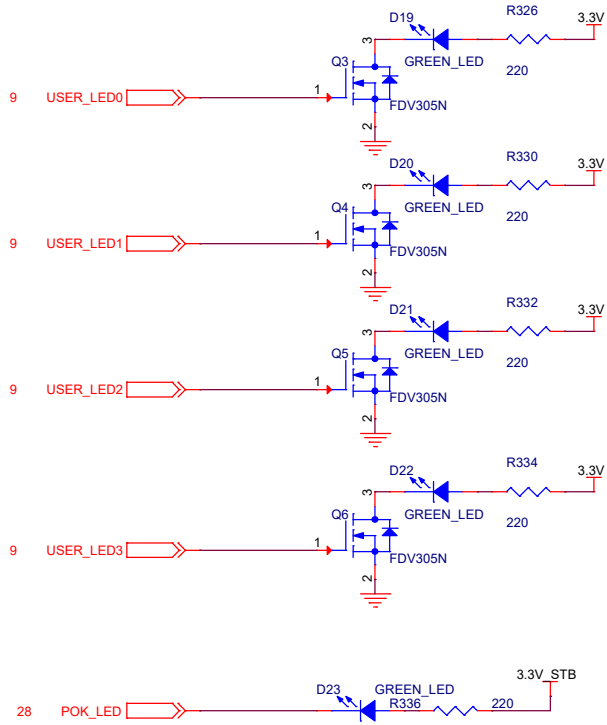 D19 R326 3.3V
3
Q3 GREEN_LED 220
9 USER_LED0 1 FDV305N
2
D20 R330 3.3V
3
Q4 GREEN_LED 220
9 USER_LED1 1 FDV305N
2
D21 R332 3.3V
3
Q5 GREEN_LED 220
9 USER_LED2 1 FDV305N
2
D22 R334 3.3V
3
Q6 GREEN_LED 220
9 USER_LED3 1 FDV305N
2
3.3V_STB
D23 GREEN_LED
R336 220
28 POK_LED